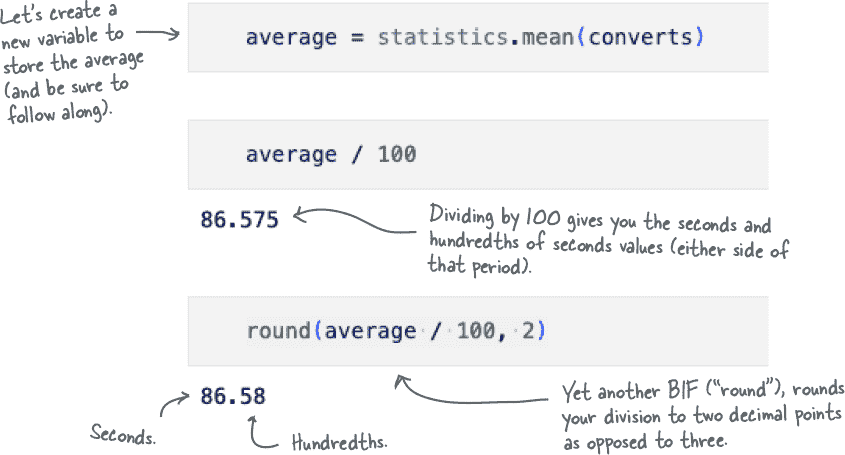 Let's create a
new variable to
store the average
(and be sure to
follow along).
average = statistics.mean(converts)
average / 100
86.575
Dividing by 100 gives you the seconds and
hundredths of seconds values (either side of
that period).
round(average / 100, 2)
86.58
Seconds.
Hundredths.
Yet another BIF ("round"), rounds
your division to two decimal points
as opposed to three.